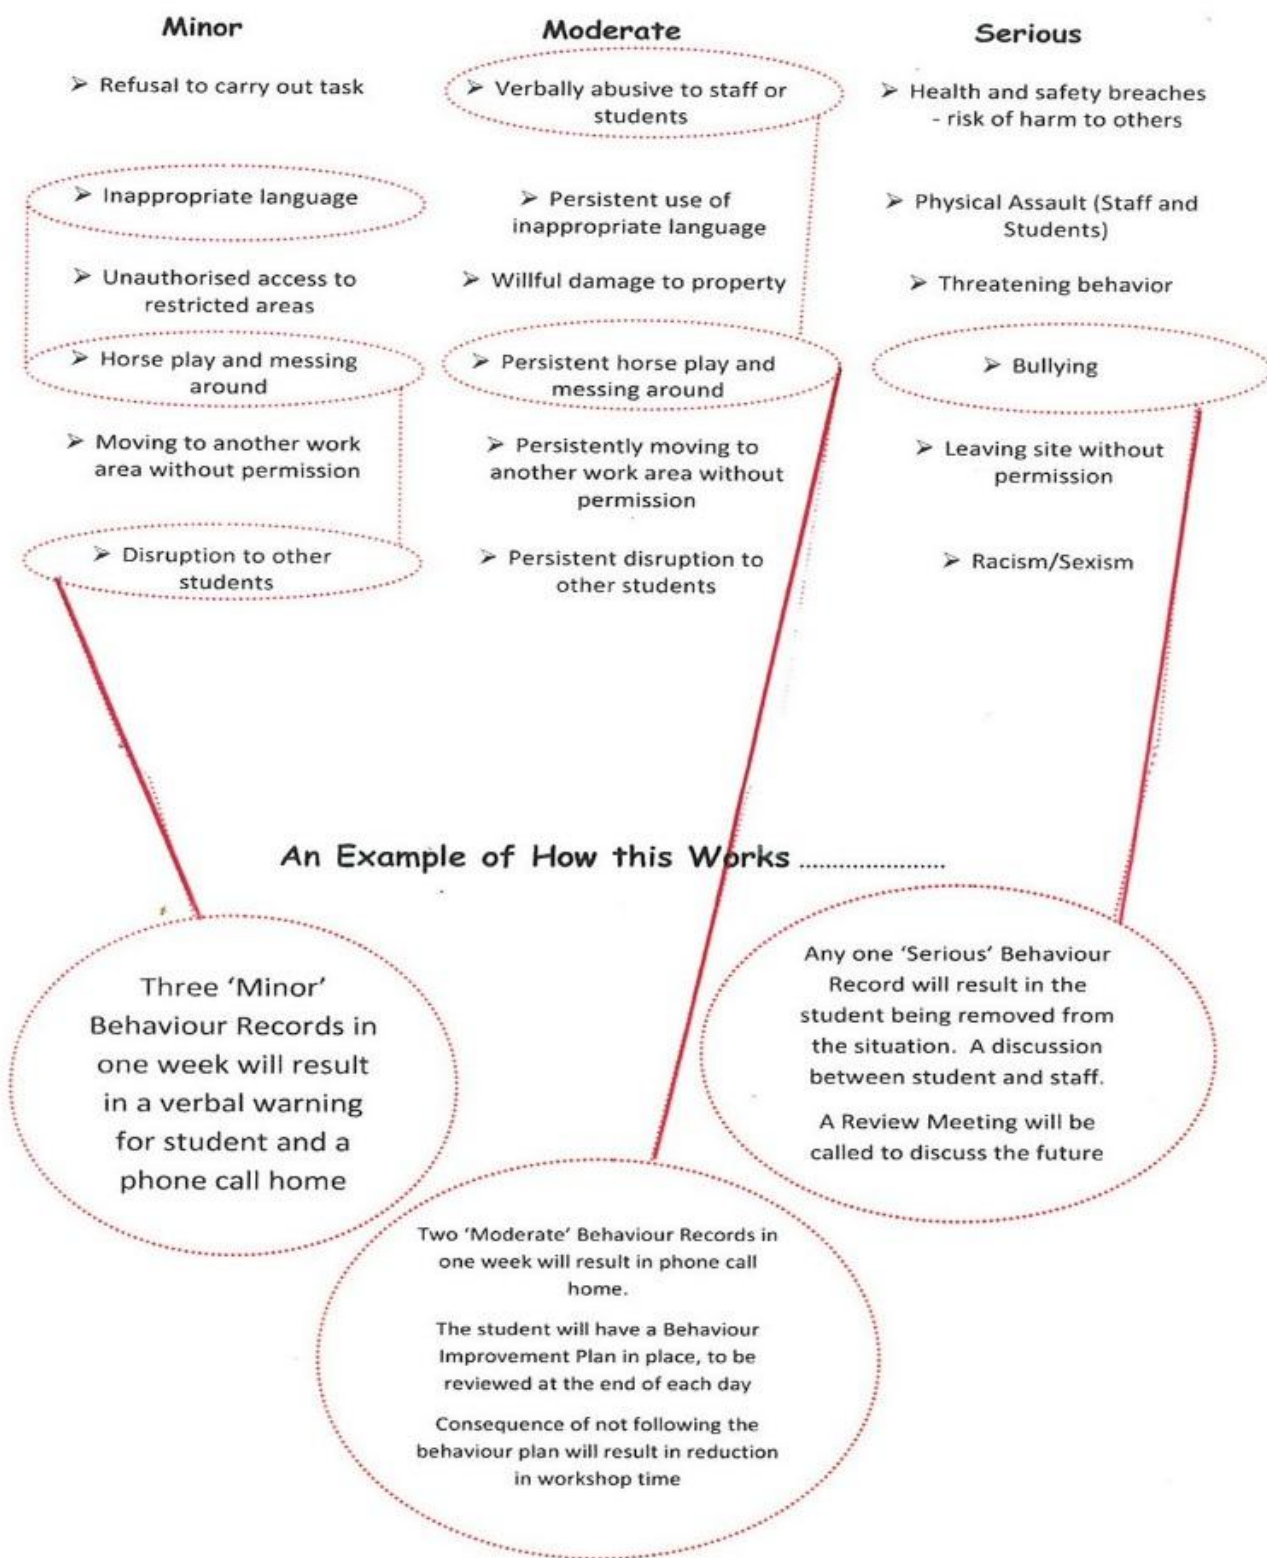 Minor
➢ Refusal to carry out task
➢ Inappropriate language
➢ Unauthorised access to
restricted areas
➢ Horse play and messing
around
➢ Moving to another work
area without permission
➢ Disruption to other
students
Moderate
➢ Verbally abusive to staff or
students
➢ Persistent use of
inappropriate language
➢ Willful damage to property
➢ Persistent horse play and
messing around
➢ Persistently moving to
another work area without
permission
➢ Persistent disruption to
other students
Serious
➢ Health and safety breaches
- risk of harm to others
➢ Physical Assault (Staff and
Students)
➢ Threatening behavior
➢ Bullying
➢ Leaving site without
permission
➢ Racism/Sexism
An Example of How this Works .....................
Three ‘Minor’
Behaviour Records in
one week will result
in a verbal warning
for student and a
phone call home
Two ‘Moderate’ Behaviour Records in
one week will result in phone call
home.
The student will have a Behaviour
Improvement Plan in place, to be
reviewed at the end of each day
Consequence of not following the
behaviour plan will result in reduction
in workshop time
Any one ‘Serious’ Behaviour
Record will result in the
student being removed from
the situation. A discussion
between student and staff.
A Review Meeting will be
called to discuss the future